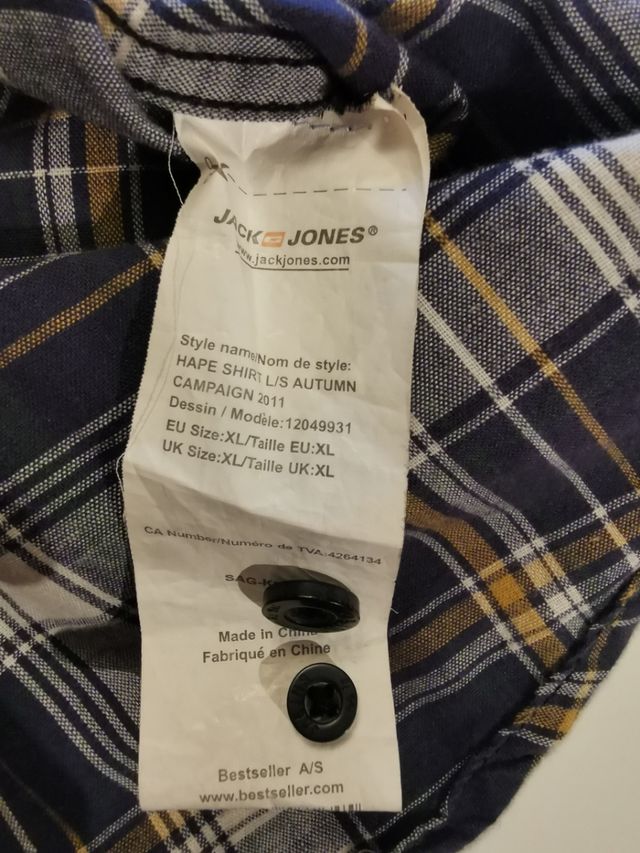 JACK JONES®
www.jackjones.com
Style name/Nom de style:
HAPE SHIRT L/S AUTUMN
CAMPAIGN 2011
Dessin / Modèle:12049931
EU Size:XL/Taille EU:XL
UK Size:XL/Taille UK:XL
CA Number/Numéro de TVA:4264134
Made in China
Fabriqué en Chine
Bestseller A/S
www.bestseller.com